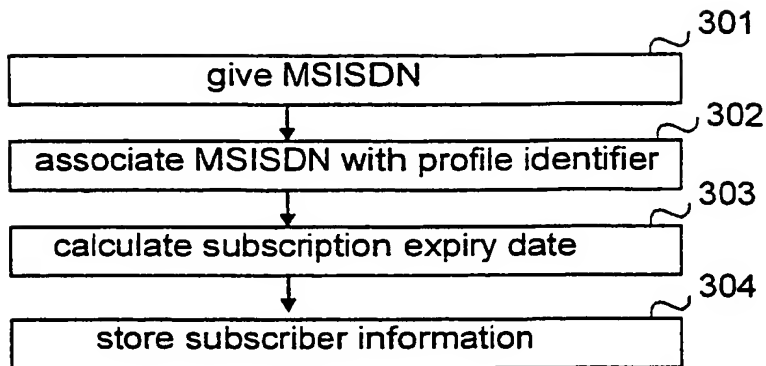 301
give MSISDN
302
associate MSISDN with profile identifier
303
calculate subscription expiry date
304
store subscriber information